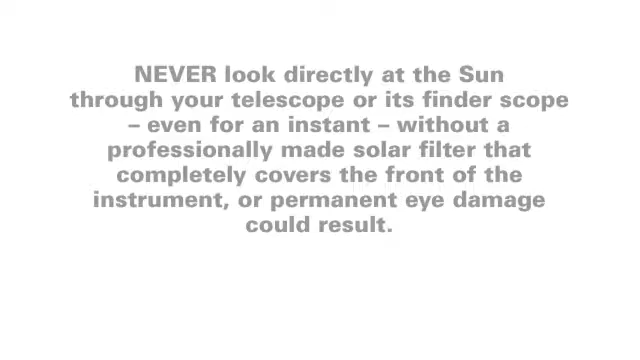 NEVER look directly at the Sun
through your telescope or its finder scope
– even for an instant – without a
professionally made solar filter that
completely covers the front of the
instrument, or permanent eye damage
could result.